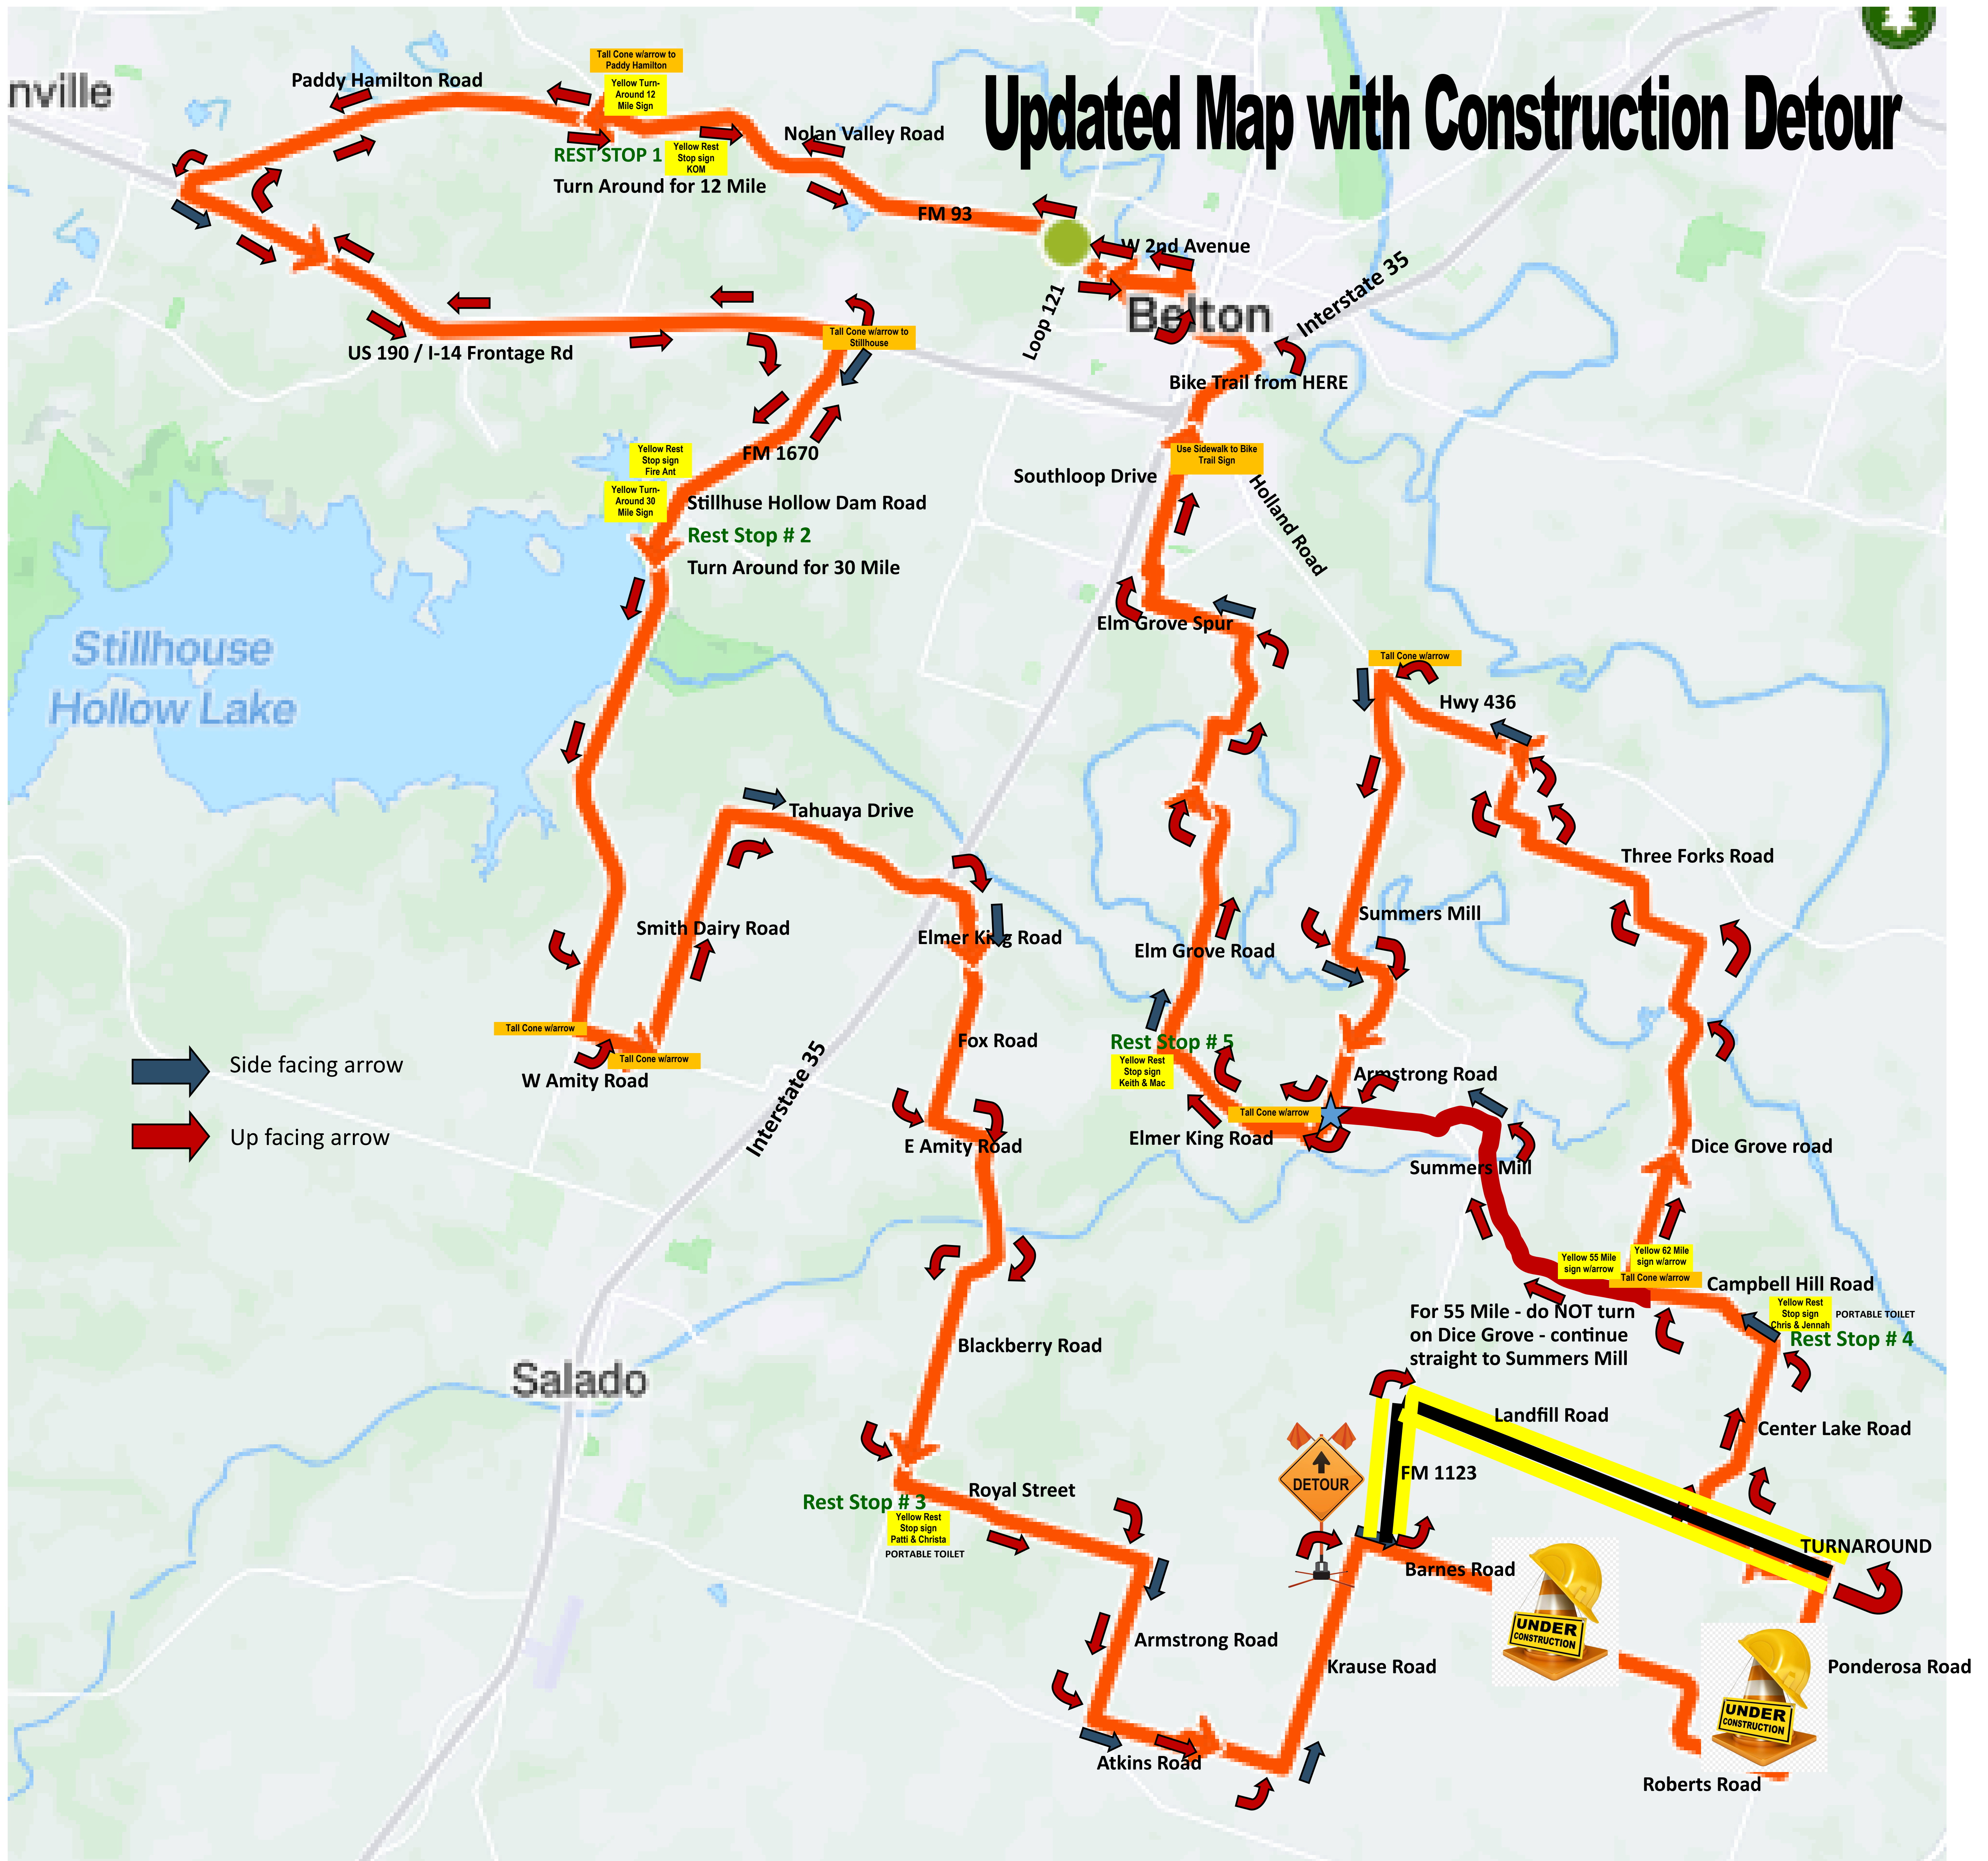 Updated Map with Construction Detour
nville
Paddy Hamilton Road
Tall Cone w/arrow to
Paddy Hamilton
Yellow Turn-
Around 12
Mile Sign
Nolan Valley Road
REST STOP 1
Yellow Rest
Stop sign
KOM
Turn Around for 12 Mile
FM 93
W 2nd Avenue
Belton
Interstate 35
Loop 121
US 190 / I-14 Frontage Rd
Tall Cone w/arrow to
Stillhouse
Bike Trail from HERE
FM 1670
Yellow Rest
Stop sign
Fire Ant
Yellow Turn-
Around 30
Mile Sign
Stillhuse Hollow Dam Road
Rest Stop # 2
Turn Around for 30 Mile
Southloop Drive
Use Sidewalk to Bike
Trail Sign
Holland Road
Elm Grove Spur
Stillhouse
Hollow Lake
Tall Cone w/arrow
Hwy 436
Tahuaya Drive
Three Forks Road
Smith Dairy Road
Elmer King Road
Elm Grove Road
Summers Mill
Tall Cone w/arrow
Tall Cone w/arrow
W Amity Road
Fox Road
Interstate 35
Rest Stop # 5
Yellow Rest
Stop sign
Keith & Mac
Armstrong Road
Tall Cone w/arrow
Elmer King Road
Side facing arrow
Up facing arrow
E Amity Road
Summers Mill
Dice Grove road
Yellow 55 Mile
sign w/arrow
Yellow 62 Mile
sign w/arrow
Tall Cone w/arrow
Campbell Hill Road
Yellow Rest
Stop sign
Chris & Jennah
PORTABLE TOILET
Rest Stop # 4
For 55 Mile - do NOT turn
on Dice Grove - continue
straight to Summers Mill
Blackberry Road
Salado
Landfill Road
Center Lake Road
FM 1123
DETOUR
Royal Street
Rest Stop # 3
Yellow Rest
Stop sign
Patti & Christa
PORTABLE TOILET
TURNAROUND
Barnes Road
UNDER
CONSTRUCTION
Armstrong Road
Krause Road
Ponderosa Road
UNDER
CONSTRUCTION
Atkins Road
Roberts Road